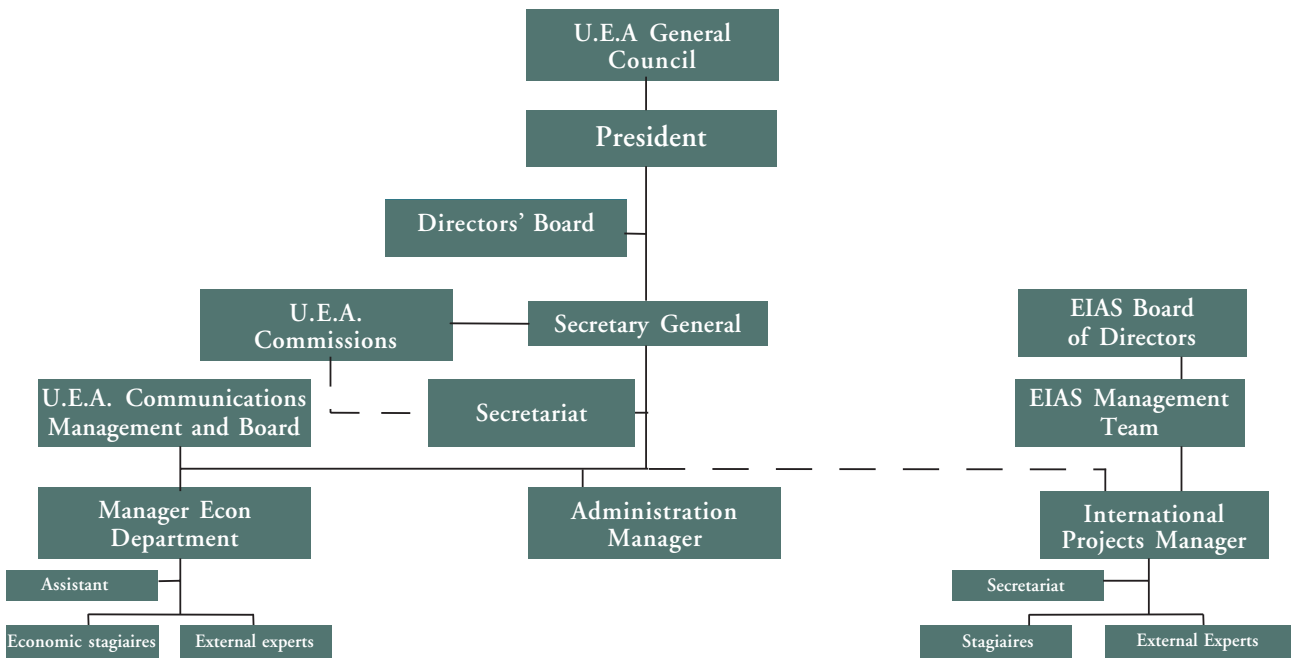 U.E.A General
Council
President
Directors’ Board
U.E.A.
Commissions
Secretary General
EIAS Board
of Directors
U.E.A. Communications
Management and Board
Secretariat
EIAS Management
Team
Manager Econ
Department
Administration
Manager
International
Projects Manager
Assistant
Secretariat
Economic stagiaires
External experts
Stagiaires
External Experts